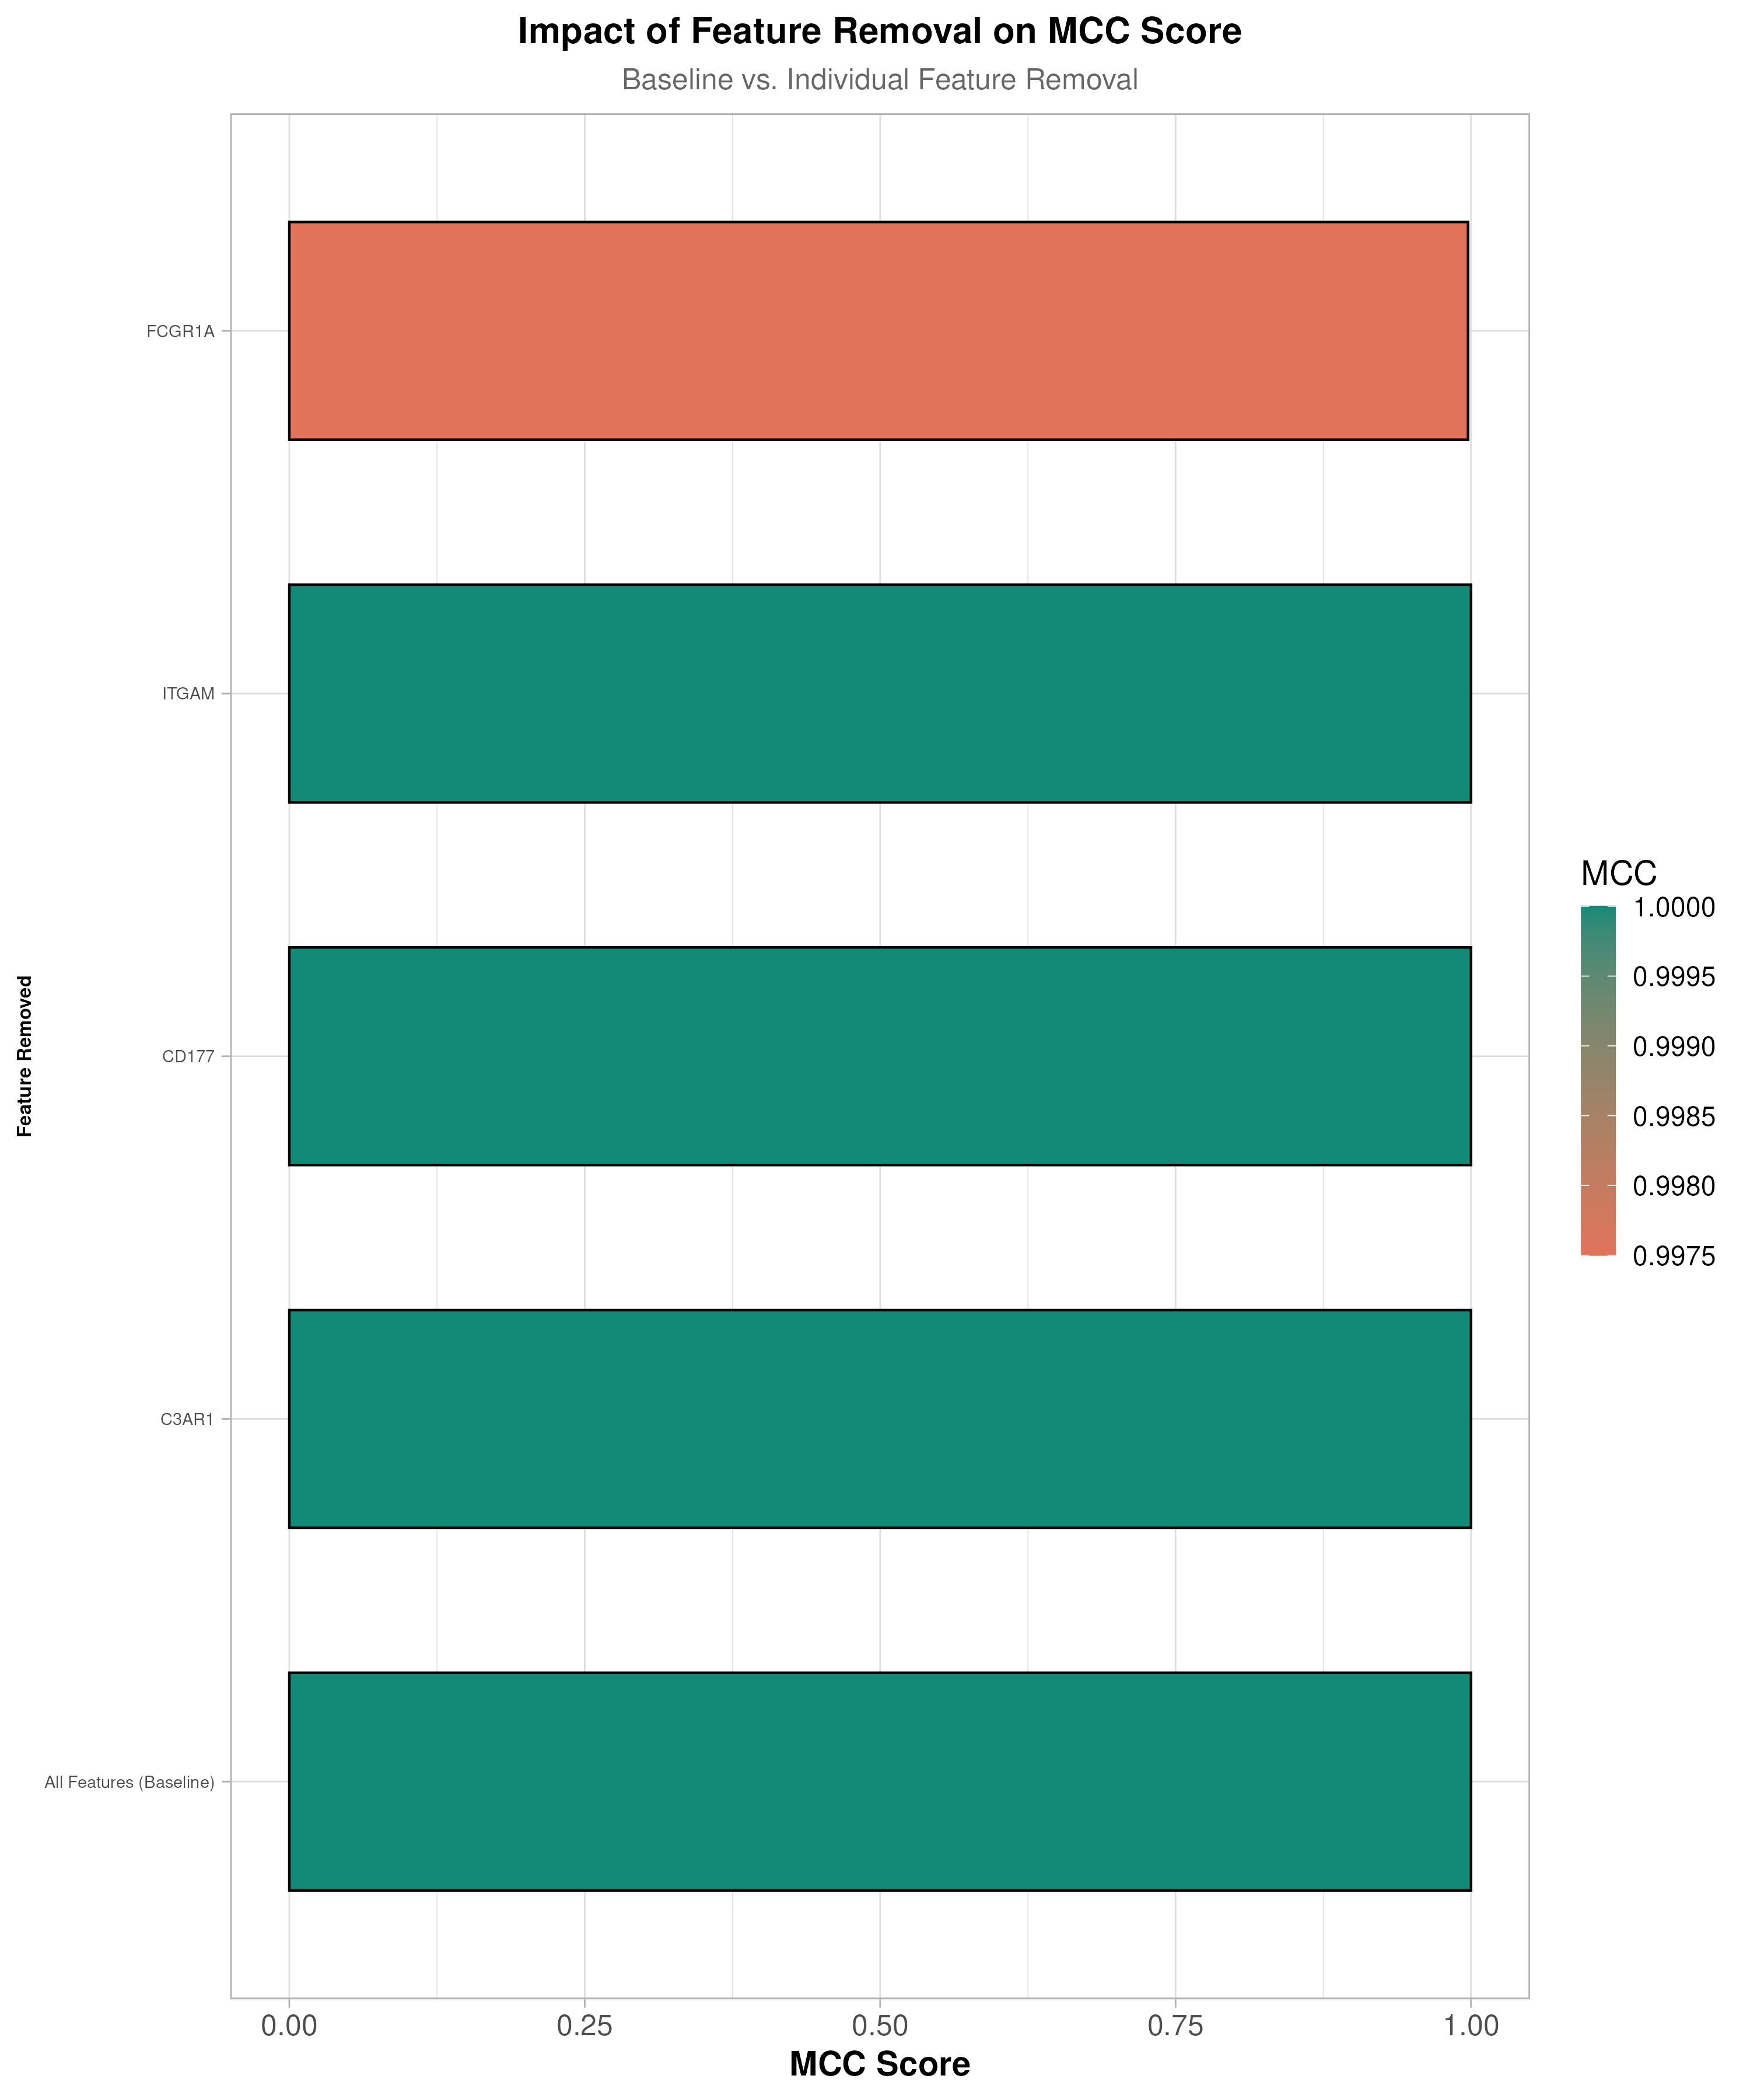 Impact of Feature Removal on MCC Score
Baseline vs. Individual Feature Removal
Feature Removed
FCGR1A
ITGAM
CD177
C3AR1
All Features (Baseline)
0.00 0.25 0.50 0.75 1.00
MCC Score
MCC
1.0000
0.9995
0.9990
0.9985
0.9980
0.9975